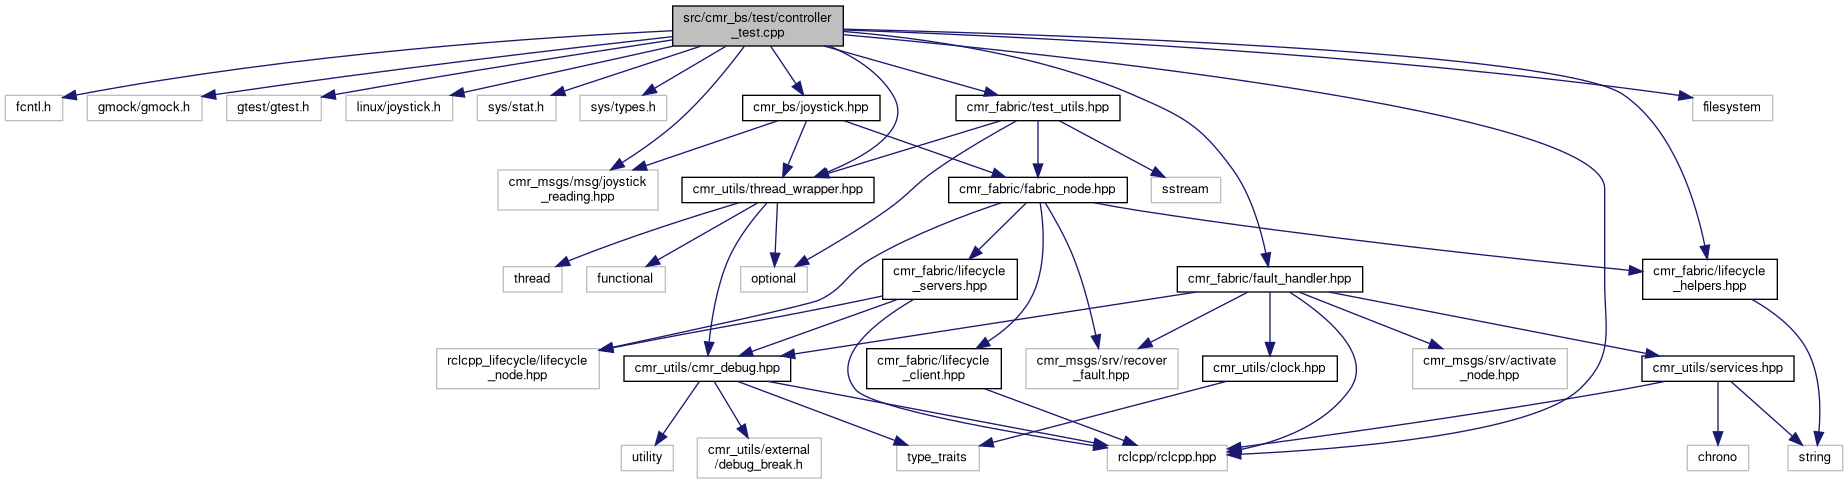 src/cmr_bs/test/controller
_test.cpp
fcntl.h
gmock/gmock.h
gtest/gtest.h
linux/joystick.h
sys/stat.h
sys/types.h
cmr_bs/joystick.hpp
cmr_fabric/test_utils.hpp
filesystem
cmr_msgs/msg/joystick
_reading.hpp
cmr_utils/thread_wrapper.hpp
cmr_fabric/fabric_node.hpp
sstream
thread
functional
optional
cmr_fabric/lifecycle
_servers.hpp
cmr_fabric/fault_handler.hpp
cmr_fabric/lifecycle
_helpers.hpp
rclcpp_lifecycle/lifecycle
_node.hpp
cmr_utils/cmr_debug.hpp
cmr_fabric/lifecycle
_client.hpp
cmr_msgs/srv/recover
_fault.hpp
cmr_utils/clock.hpp
cmr_msgs/srv/activate
_node.hpp
cmr_utils/services.hpp
utility
cmr_utils/external
/debug_break.h
type_traits
rclcpp/rclcpp.hpp
chrono
string